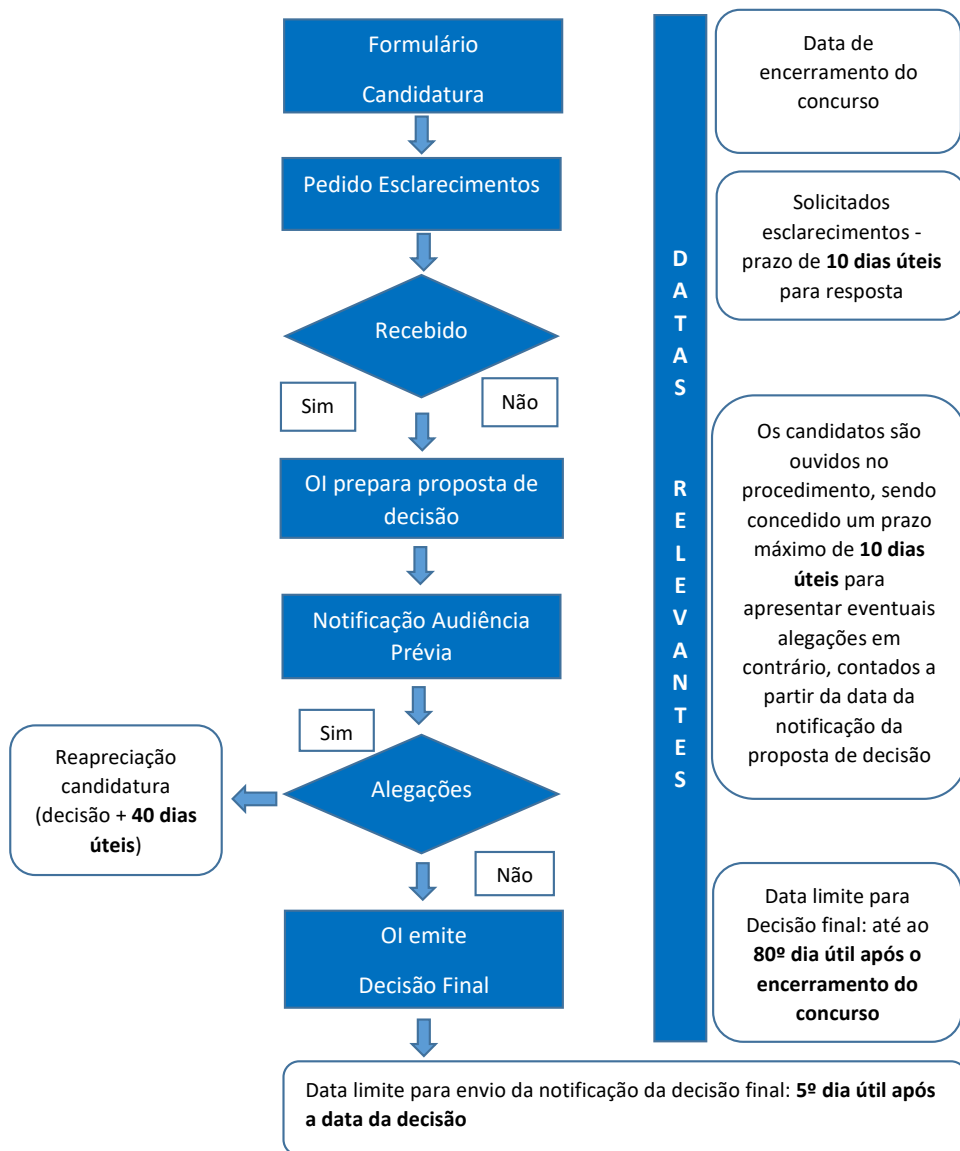 Formulário
Candidatura
Data de
encerramento do
concurso
Pedido Esclarecimentos
Solicitados
esclarecimentos -
prazo de 10 dias úteis
para resposta
Recebido
Sim
Não
OI prepara proposta de
decisão
Notificação Audiência
Prévia
Os candidatos são
ouvidos no
procedimento, sendo
concedido um prazo
máximo de 10 dias
úteis para
apresentar eventuais
alegações em
contrário, contados a
partir da data da
notificação da
proposta de decisão
DATAS RELEVANTES
Sim
Alegações
Reapreciação
candidatura
(decisão + 40 dias
úteis)
Não
OI emite
Decisão Final
Data limite para
Decisão final: até ao
80º dia útil após o
encerramento do
concurso
Data limite para envio da notificação da decisão final: 5º dia útil após
a data da decisão